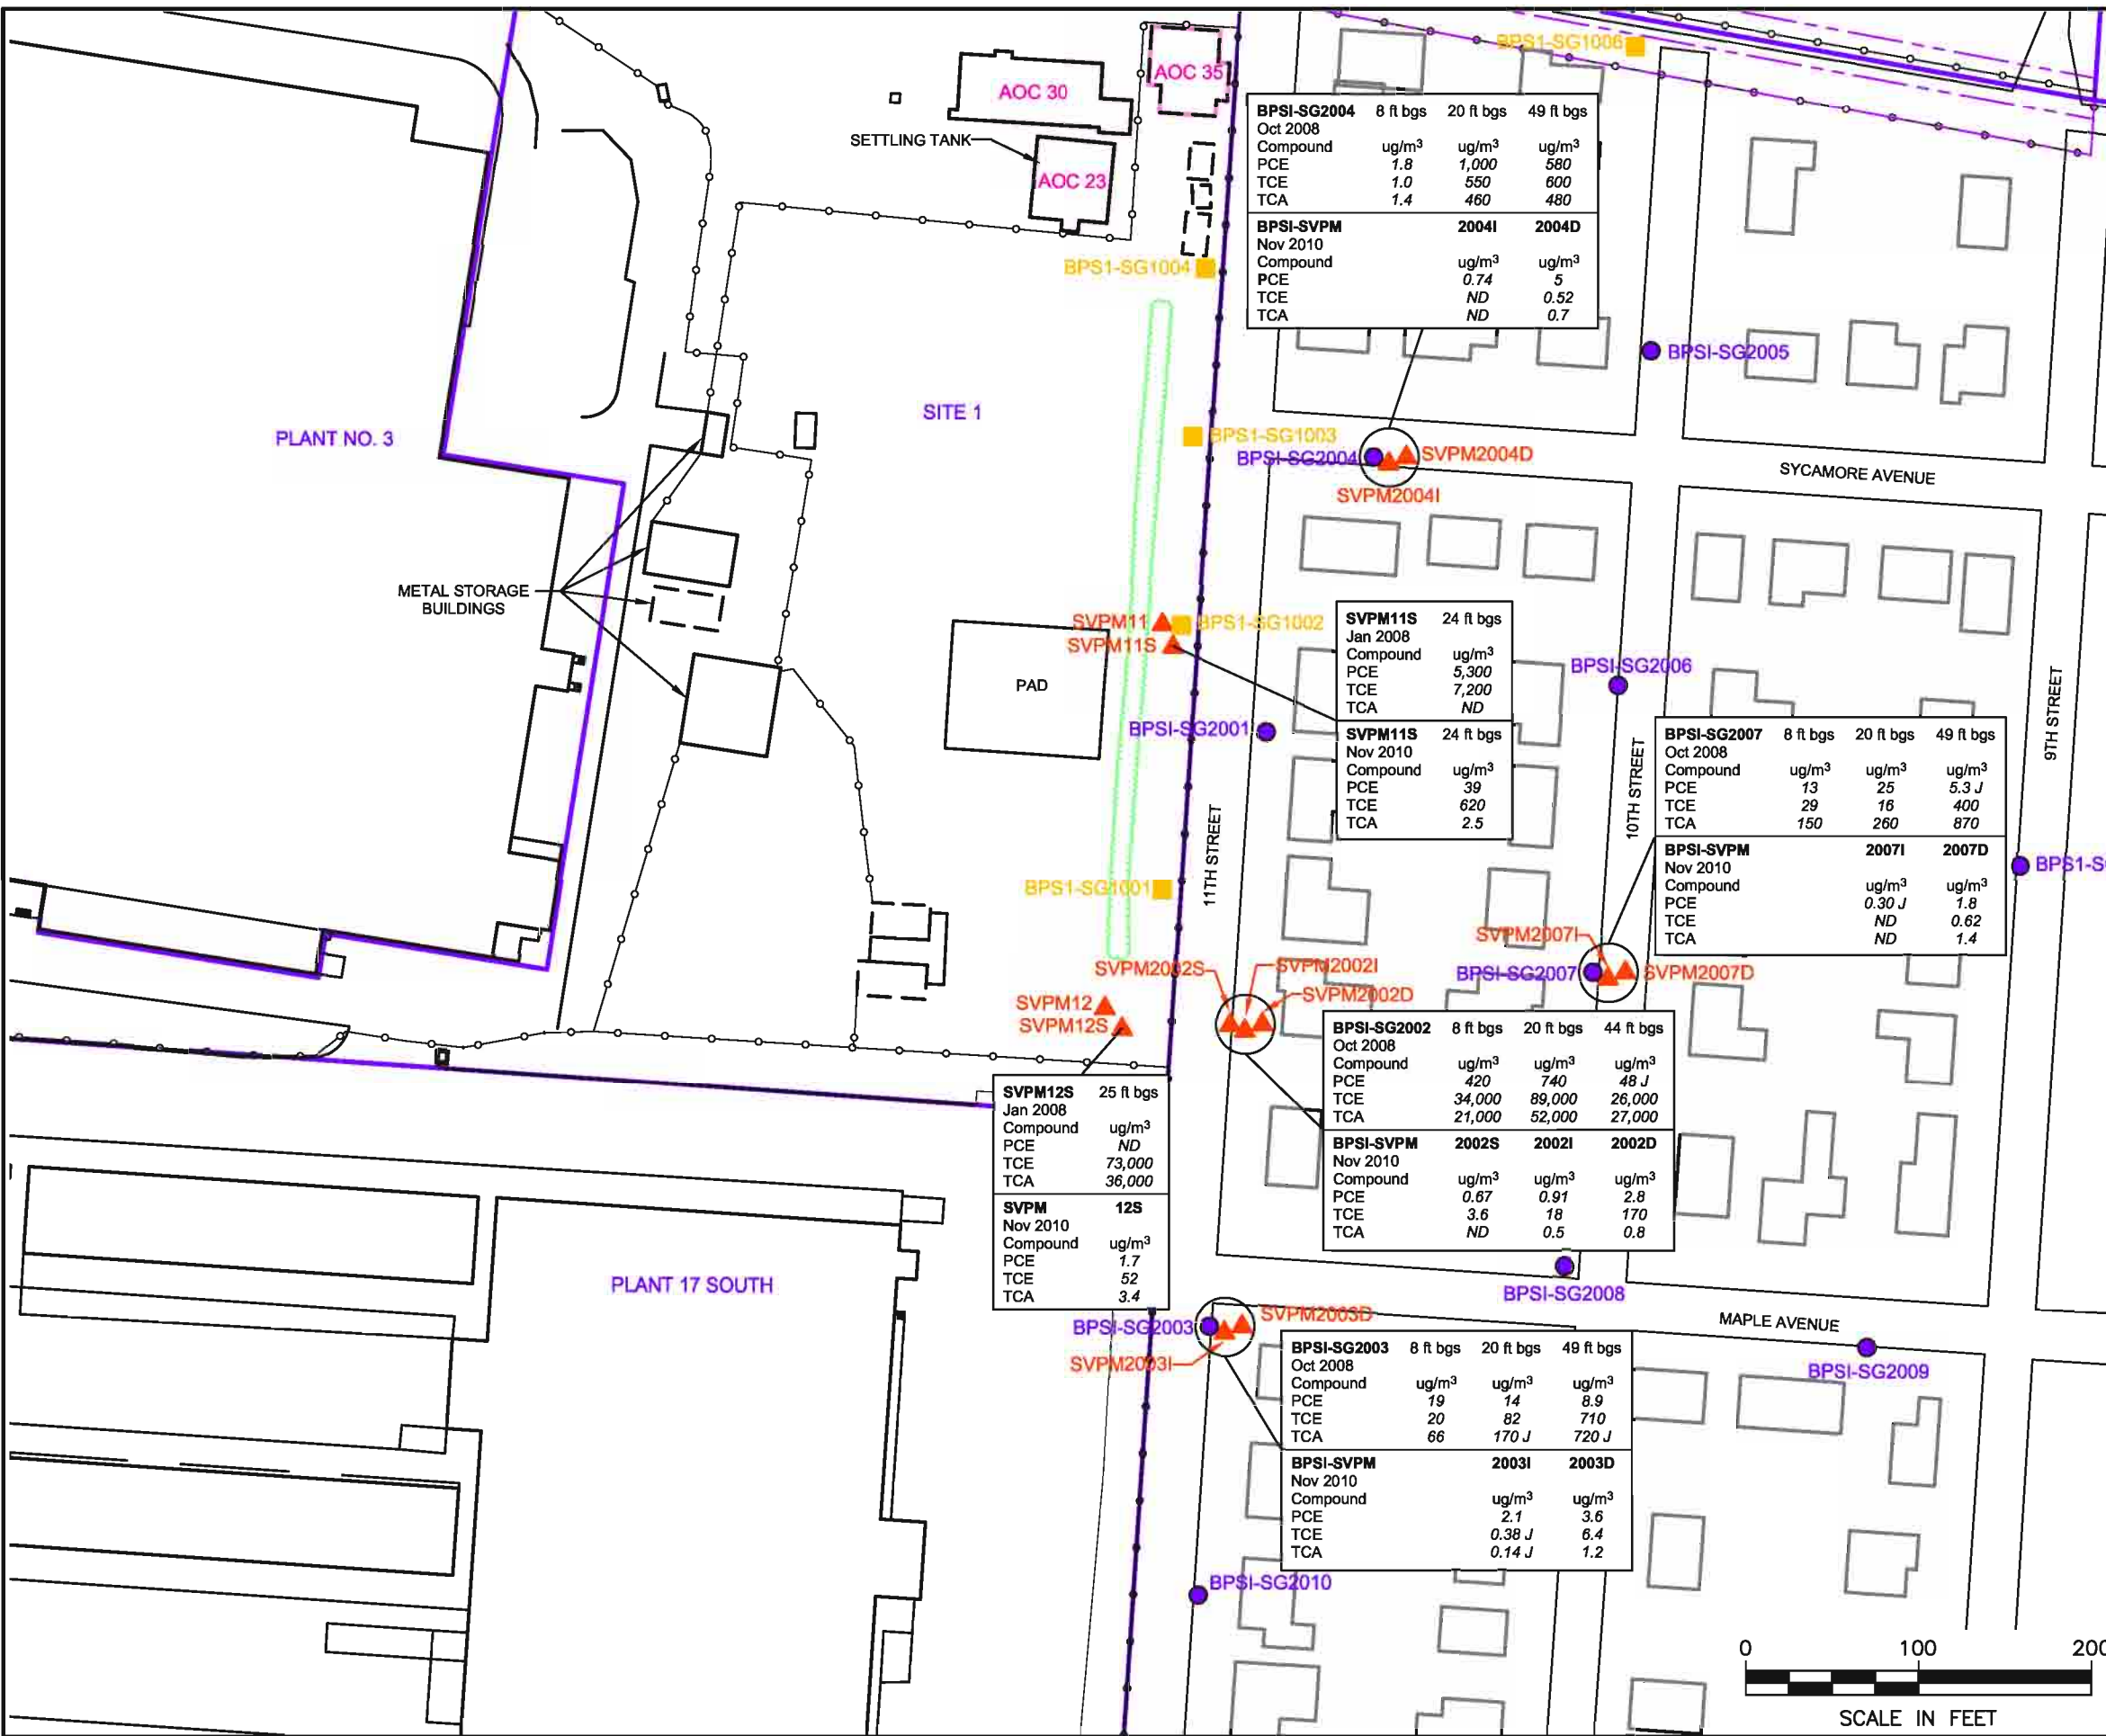 BPS1-SG1006
AOC 35
AOC 30
SETTLING TANK
AOC 23
BPSI-SG2004 8 ft bgs 20 ft bgs 49 ft bgs
Oct 2008
Compound ug/m³ ug/m³ ug/m³
PCE 1.8 1,000 580
TCE 1.0 550 600
TCA 1.4 460 480
BPSI-SVPM 2004I 2004D
Nov 2010
Compound ug/m³ ug/m³
PCE 0.74 5
TCE ND 0.52
TCA ND 0.7
BPS1-SG1004
BPSI-SG2005
SITE 1
PLANT NO. 3
BPS1-SG1003
BPSI-SG2004
SVPM2004D
SVPM2004I
SYCAMORE AVENUE
METAL STORAGE
BUILDINGS
SVPM11
BPS1-SG1002
SVPM11S
PAD
SVPM11S 24 ft bgs
Jan 2008
Compound ug/m³
PCE 5,300
TCE 7,200
TCA ND
SVPM11S 24 ft bgs
Nov 2010
Compound ug/m³
PCE 39
TCE 620
TCA 2.5
BPSI-SG2006
BPSI-SG2001
9TH STREET
10TH STREET
11TH STREET
BPSI-SG2007 8 ft bgs 20 ft bgs 49 ft bgs
Oct 2008
Compound ug/m³ ug/m³ ug/m³
PCE 13 25 5.3 J
TCE 29 16 400
TCA 150 260 870
BPSI-SVPM 2007I 2007D
Nov 2010
Compound ug/m³ ug/m³
PCE 0.30 J 1.8
TCE ND 0.62
TCA ND 1.4
BPS1-S
BPS1-SG1001
SVPM2007I
BPSI-SG2007
SVPM2007D
SVPM2002S
SVPM2002I
SVPM2002D
SVPM12
SVPM12S
BPSI-SG2002 8 ft bgs 20 ft bgs 44 ft bgs
Oct 2008
Compound ug/m³ ug/m³ ug/m³
PCE 420 740 48 J
TCE 34,000 89,000 26,000
TCA 21,000 52,000 27,000
BPSI-SVPM 2002S 2002I 2002D
Nov 2010
Compound ug/m³ ug/m³ ug/m³
PCE 0.67 0.91 2.8
TCE 3.6 18 170
TCA ND 0.5 0.8
SVPM12S 25 ft bgs
Jan 2008
Compound ug/m³
PCE ND
TCE 73,000
TCA 36,000
SVPM 12S
Nov 2010
Compound ug/m³
PCE 1.7
TCE 52
TCA 3.4
PLANT 17 SOUTH
BPSI-SG2008
BPSI-SG2003
SVPM2003D
SVPM2003I
MAPLE AVENUE
BPSI-SG2009
BPSI-SG2003 8 ft bgs 20 ft bgs 49 ft bgs
Oct 2008
Compound ug/m³ ug/m³ ug/m³
PCE 19 14 8.9
TCE 20 82 710
TCA 66 170 J 720 J
BPSI-SVPM 2003I 2003D
Nov 2010
Compound ug/m³ ug/m³
PCE 2.1 3.6
TCE 0.38 J 6.4
TCA 0.14 J 1.2
BPSI-SG2010
0 100 200
SCALE IN FEET